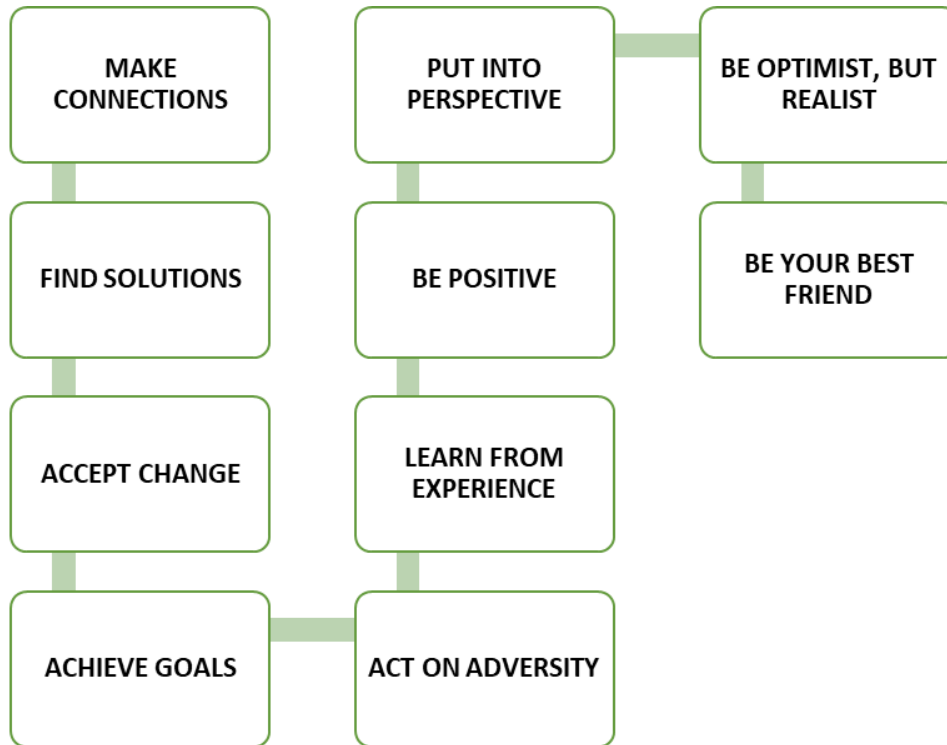 MAKE
CONNECTIONS
FIND SOLUTIONS
ACCEPT CHANGE
ACHIEVE GOALS
ACT ON ADVERSITY
LEARN FROM
EXPERIENCE
BE POSITIVE
PUT INTO
PERSPECTIVE
BE OPTIMIST, BUT
REALIST
BE YOUR BEST
FRIEND